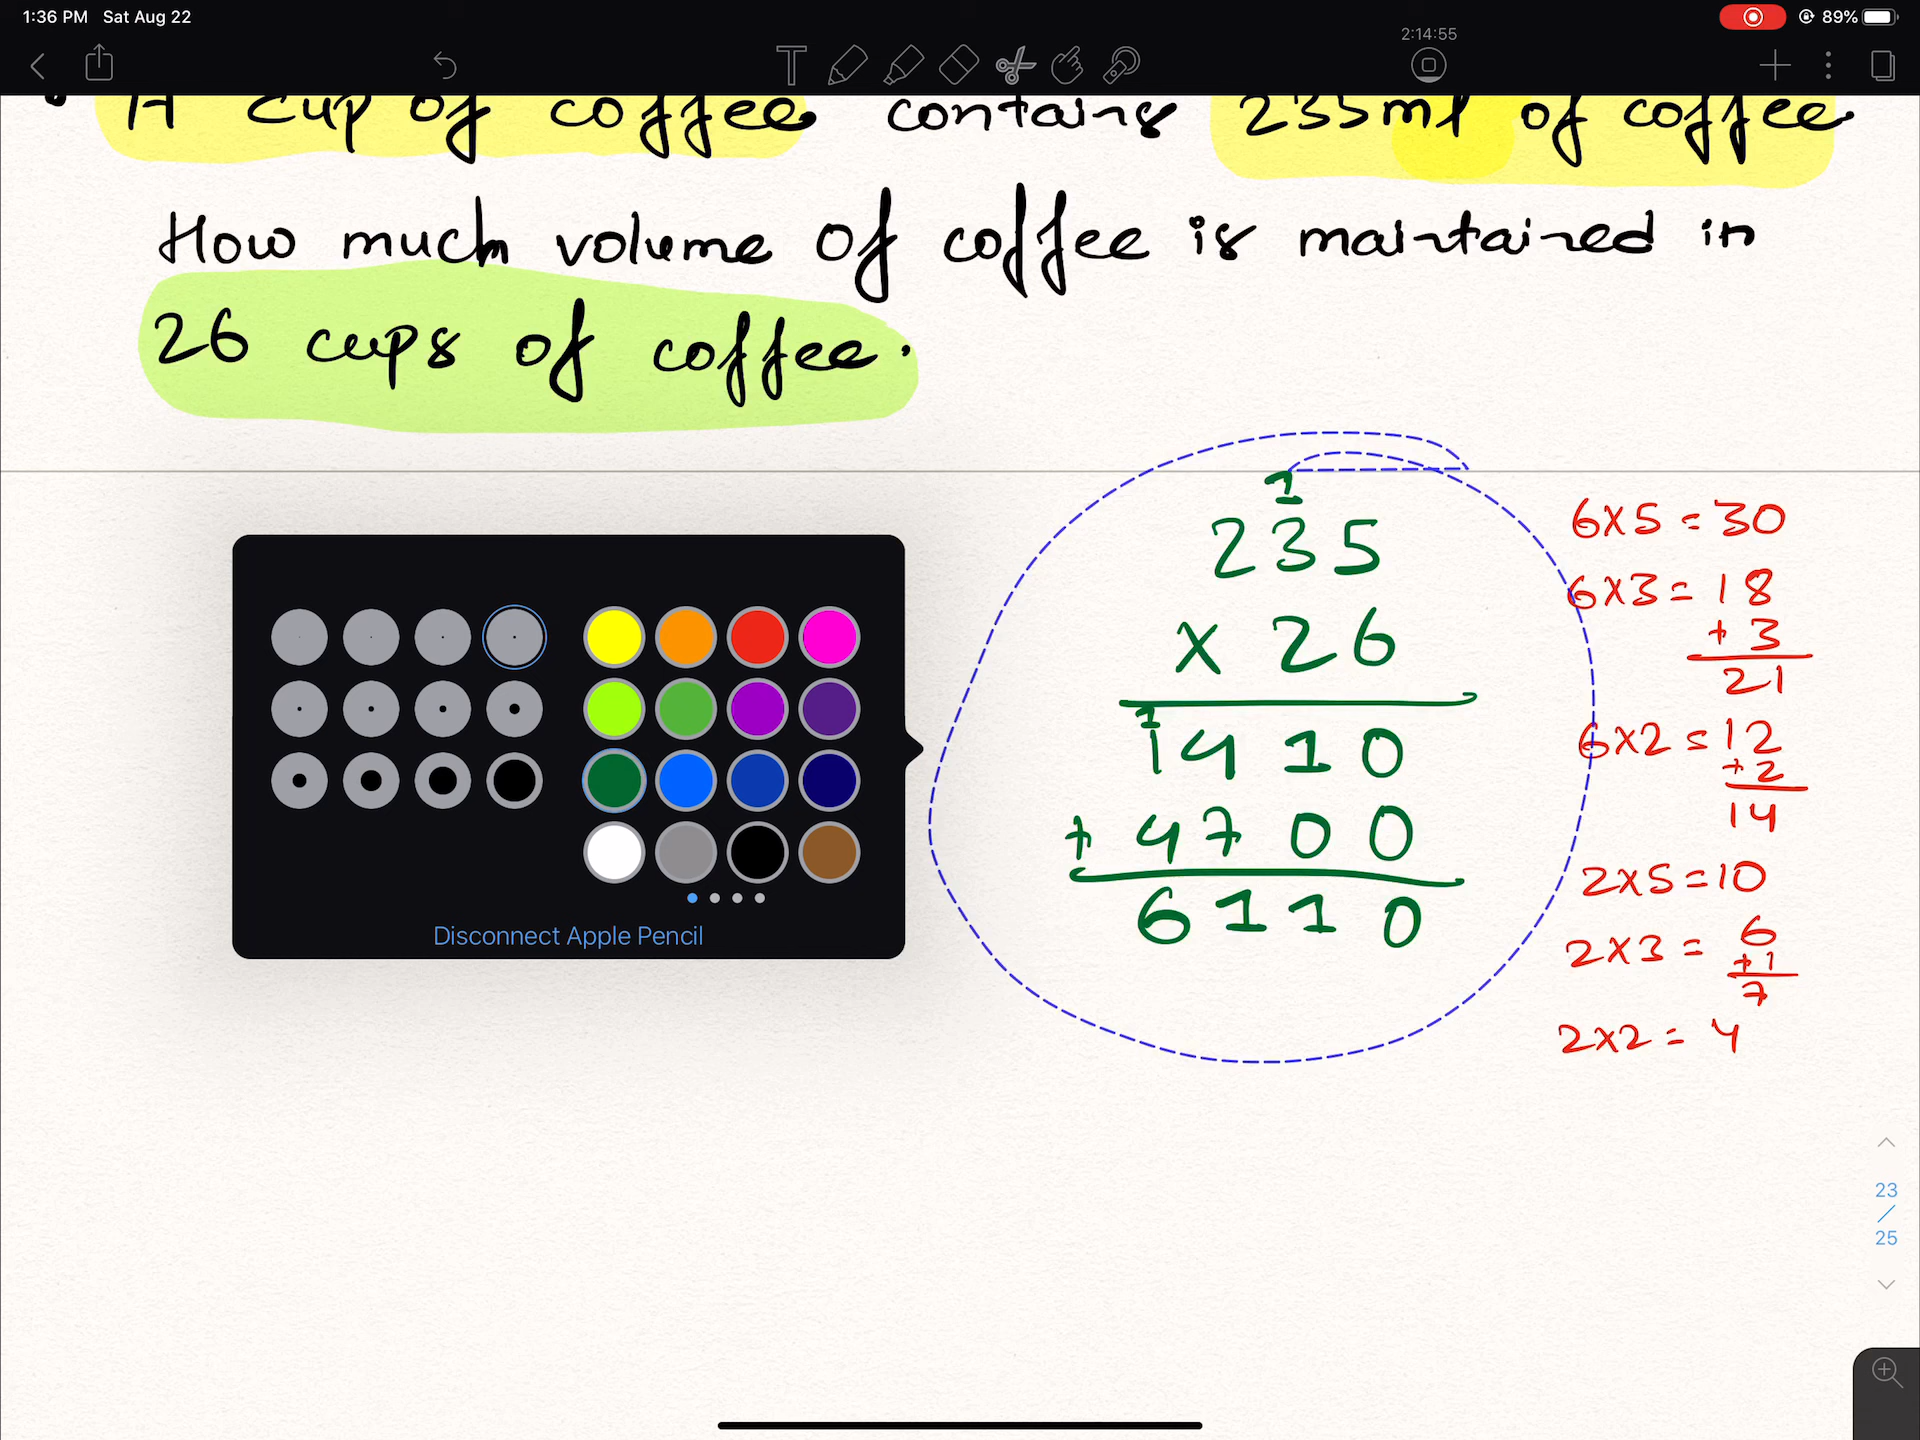 1:36 PM Sat Aug 22
89%
2:14:55
A cup of coffee contains 235ml of coffee
How much volume of coffee is maintained in
26 cups of coffee.
1
235
x 26
1
1410
+ 4700
6110
6x5 = 30
6x3 = 18
+ 3
21
6x2 = 12
+2
14
2x5 = 10
2x3 = 6
+1
7
2x2 = 4
Disconnect Apple Pencil
23
/
25